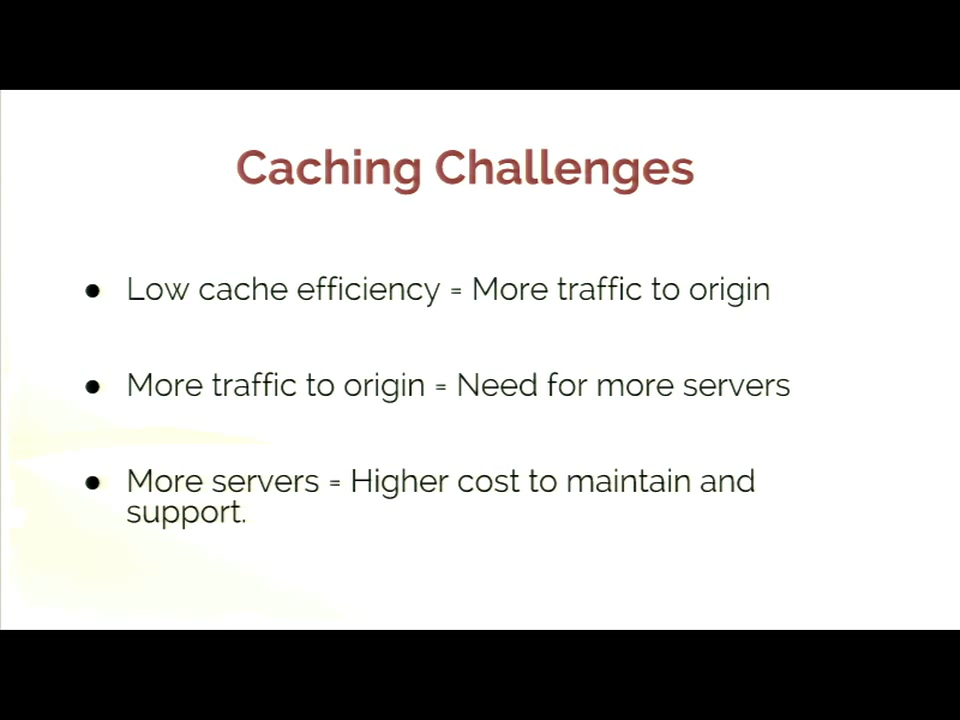 Caching Challenges
● Low cache efficiency = More traffic to origin
● More traffic to origin = Need for more servers
● More servers = Higher cost to maintain and
support.